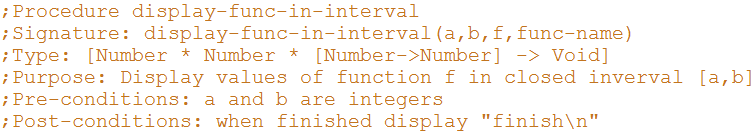 ;Procedure display-func-in-interval
;Signature: display-func-in-interval(a,b,f,func-name)
;Type: [Number * Number * [Number->Number] -> Void]
;Purpose: Display values of function f in closed inverval [a,b]
;Pre-conditions: a and b are integers
;Post-conditions: when finished display "finish\n"